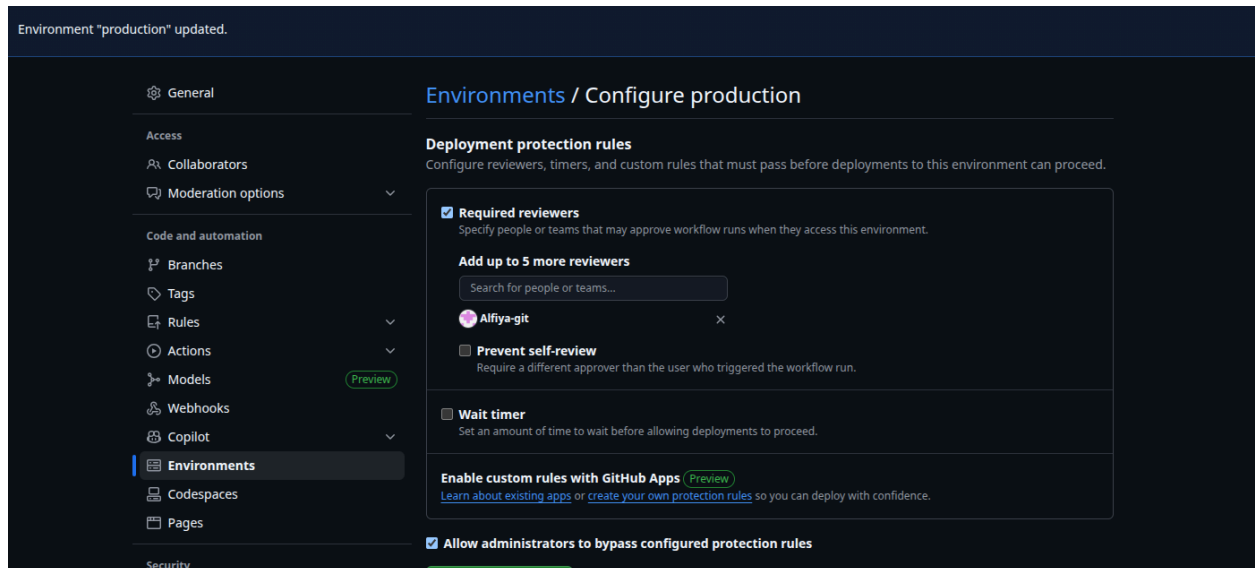 Environment "production" updated.
General
Access
Collaborators
Moderation options
Code and automation
Branches
Tags
Rules
Actions
Models Preview
Webhooks
Copilot
Environments
Codespaces
Pages
Security
Environments / Configure production
Deployment protection rules
Configure reviewers, timers, and custom rules that must pass before deployments to this environment can proceed.
Required reviewers
Specify people or teams that may approve workflow runs when they access this environment.
Add up to 5 more reviewers
Search for people or teams...
Alfiya-git
Prevent self-review
Require a different approver than the user who triggered the workflow run.
Wait timer
Set an amount of time to wait before allowing deployments to proceed.
Enable custom rules with GitHub Apps Preview
Learn about existing apps or create your own protection rules so you can deploy with confidence.
Allow administrators to bypass configured protection rules